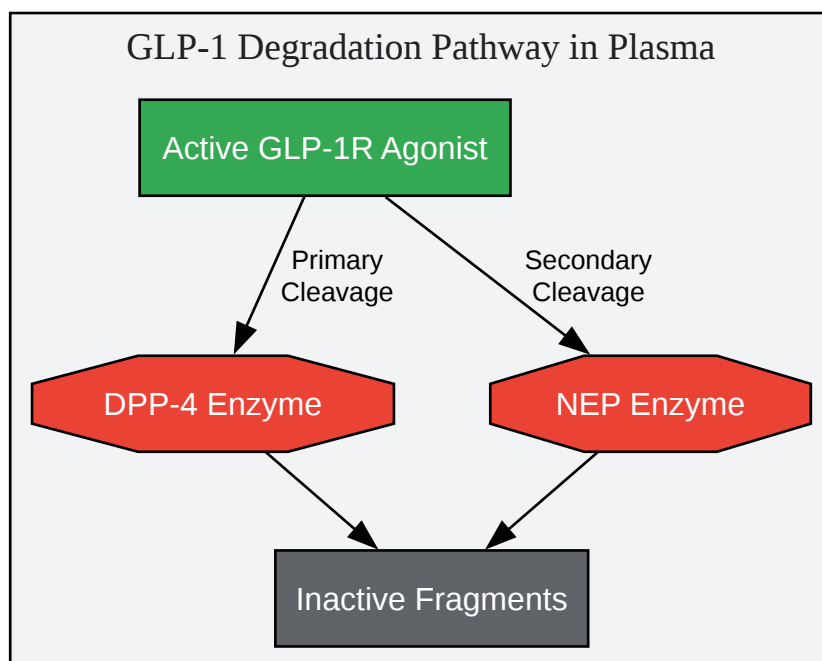 GLP-1 Degradation Pathway in Plasma
Active GLP-1R Agonist
Primary
Cleavage
Secondary
Cleavage
DPP-4 Enzyme
NEP Enzyme
Inactive Fragments